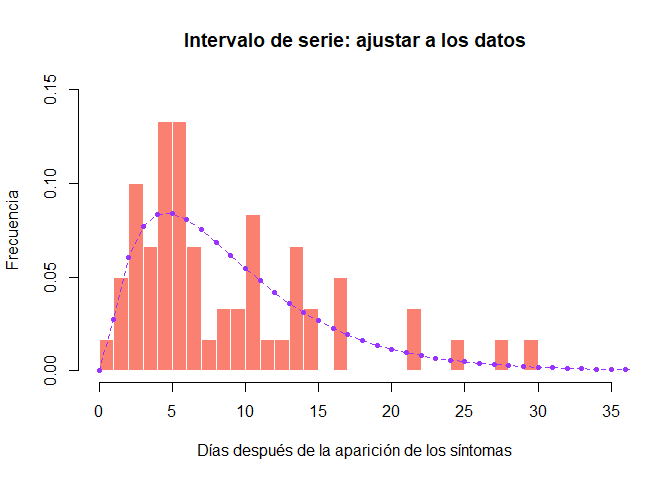 Intervalo de serie: ajustar a los datos
Frecuencia
0.15
0.10
0.05
0.00
0 5 10 15 20 25 30 35
Días después de la aparición de los síntomas